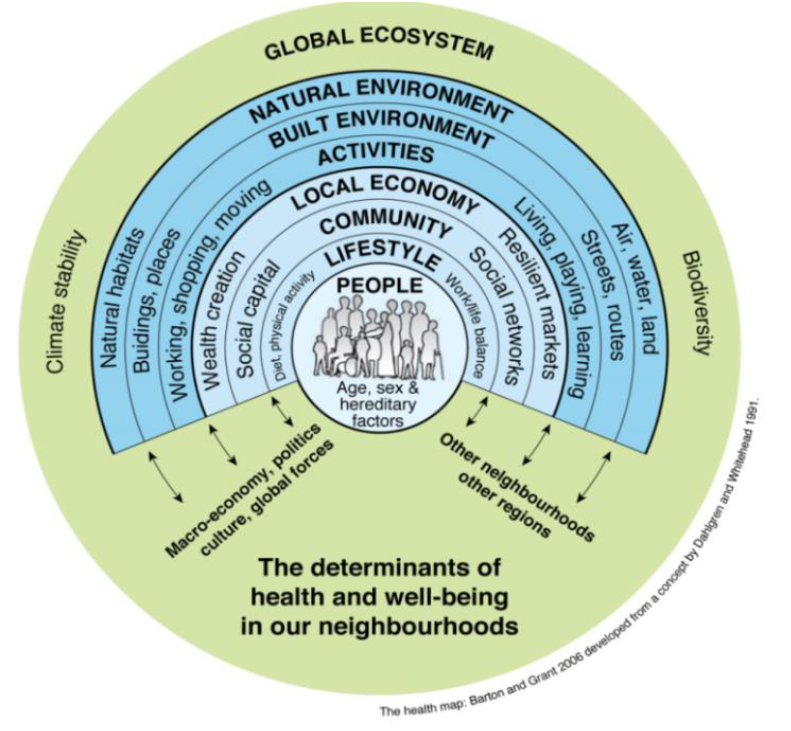 GLOBAL ECOSYSTEM
NATURAL ENVIRONMENT
BUILT ENVIRONMENT
ACTIVITIES
LOCAL ECONOMY
COMMUNITY
LIFESTYLE
PEOPLE
Age, sex &
hereditary
factors
Climate stability
Natural habitats
Buidings, places
Working, shopping, moving
Wealth creation
Social capital
Diet, physical activity
Work/life balance
Social networks
Resilient markets
Living, playing, learning
Streets, routes
Air, water, land
Biodiversity
Macro-economy, politics
culture, global forces
Other neighbourhoods
other regions
The determinants of
health and well-being
in our neighbourhoods
The health map: Barton and Grant 2006 developed from a concept by Dahlgren and Whitehead 1991.